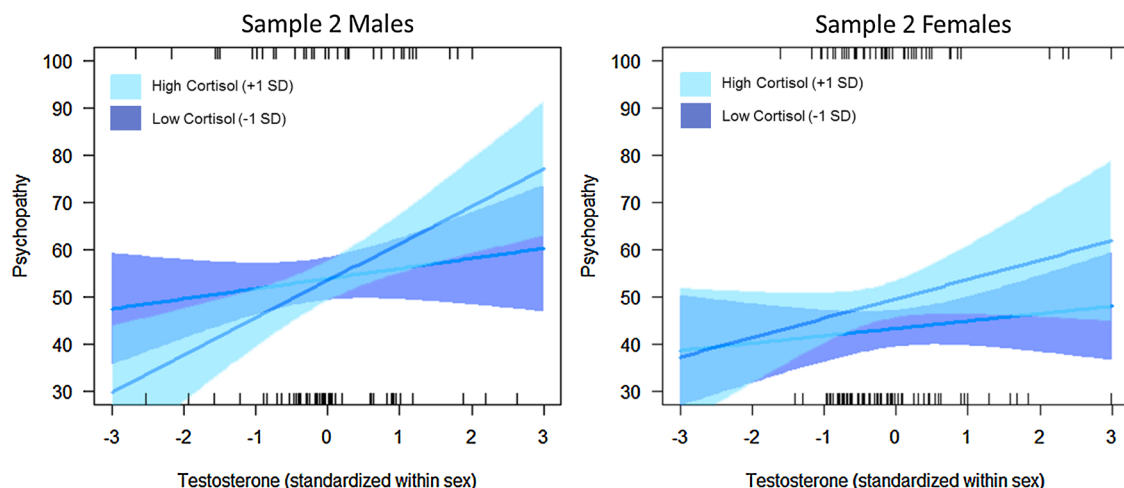 Sample 2 Males
100
90
80
70
60
50
40
30
Psychopathy
High Cortisol (+1 SD)
Low Cortisol (-1 SD)
-3 -2 -1 0 1 2 3
Testosterone (standardized within sex)
Sample 2 Females
100
90
80
70
60
50
40
30
Psychopathy
High Cortisol (+1 SD)
Low Cortisol (-1 SD)
-3 -2 -1 0 1 2 3
Testosterone (standardized within sex)